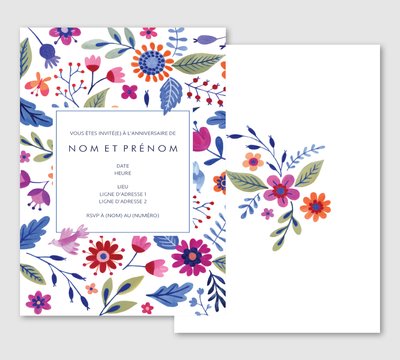 VOUS ÊTES INVITÉ(E) À L'ANNIVERSAIRE DE
NOM ET PRÉNOM
DATE
HEURE
LIEU
LIGNE D'ADRESSE 1
LIGNE D'ADRESSE 2
RSVP À (NOM) AU (NUMÉRO)